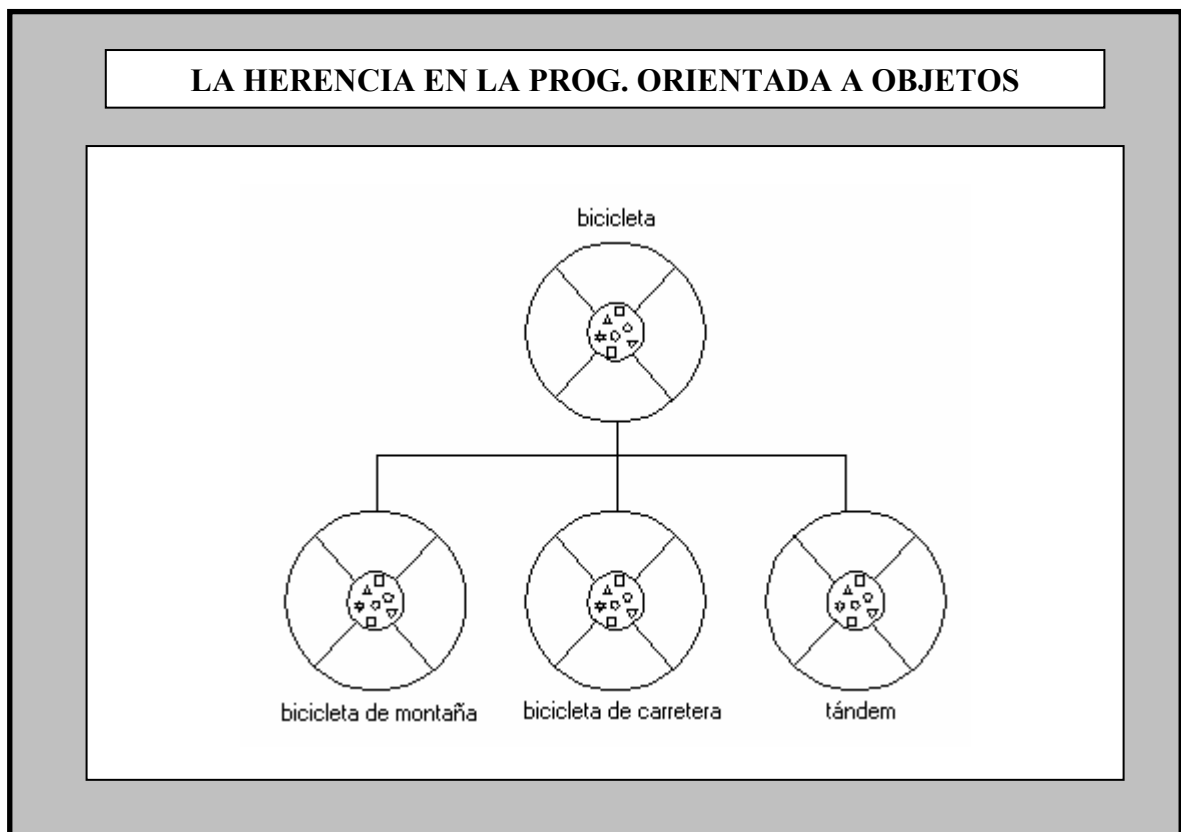 LA HERENCIA EN LA PROG. ORIENTADA A OBJETOS
bicicleta
bicicleta de montaña
bicicleta de carretera
tándem